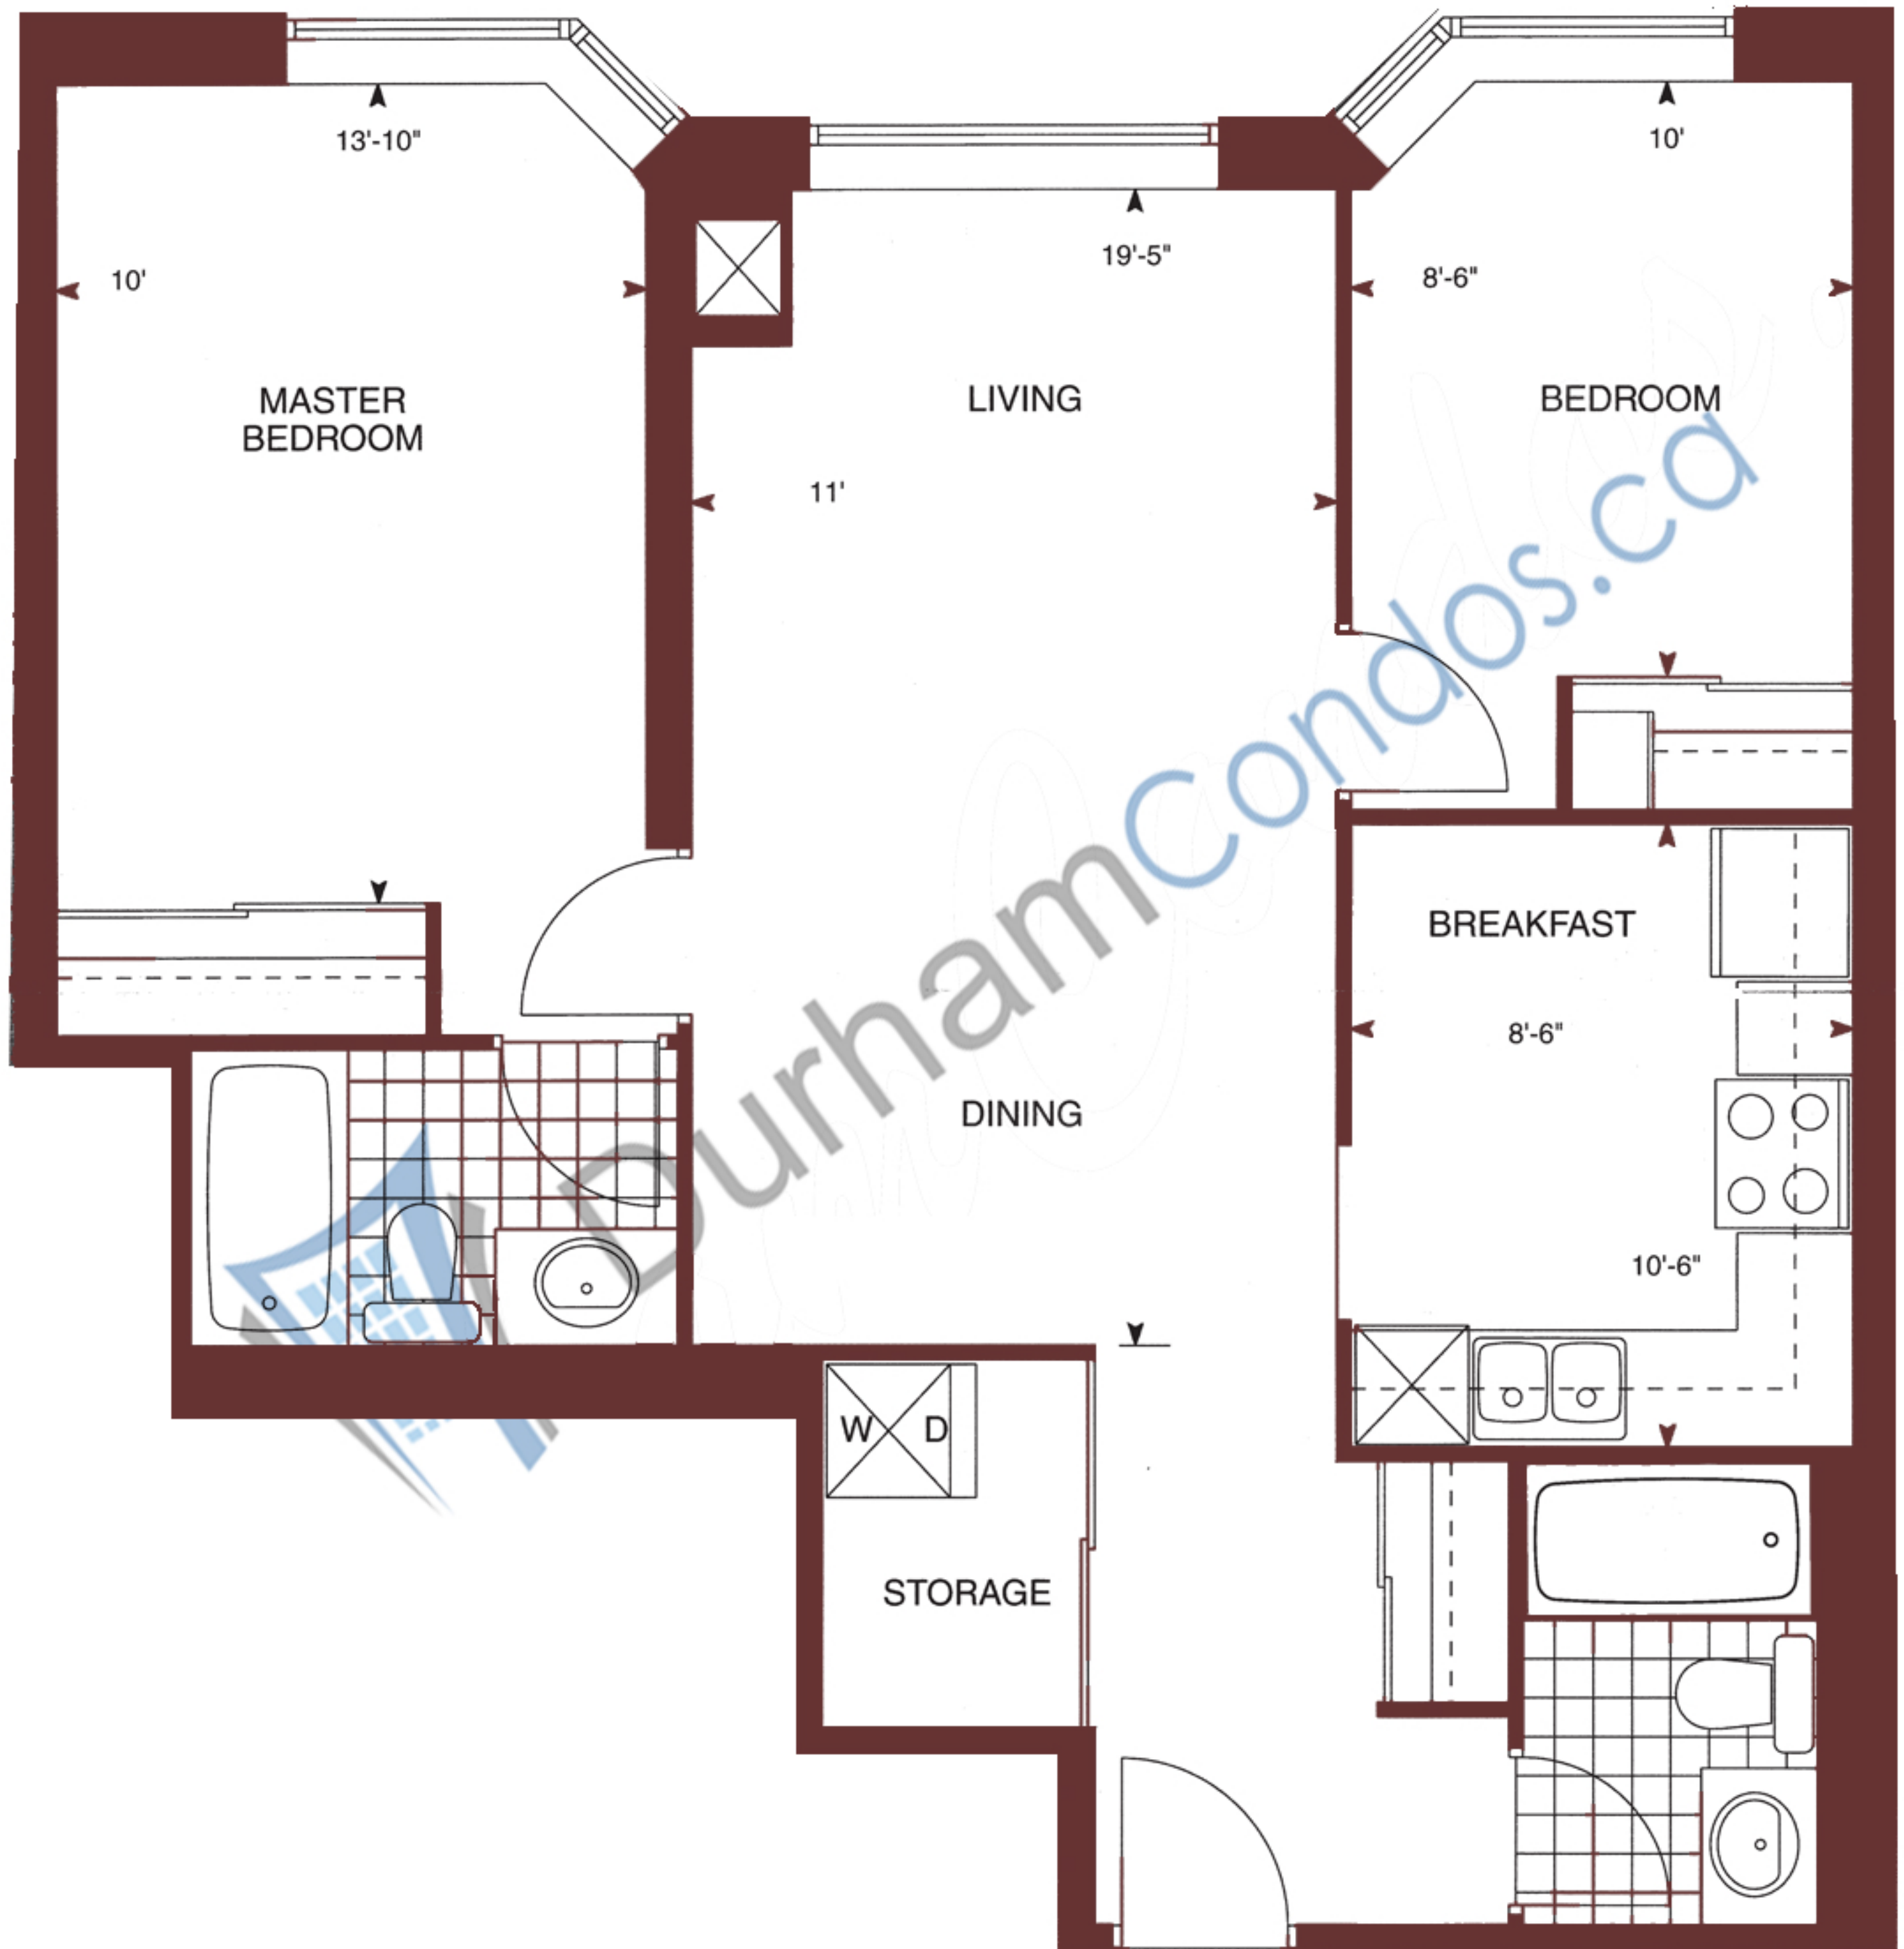 13'-10"
10'
10'
19'-5"
8'-6"
MASTER
BEDROOM
LIVING
BEDROOM
11'
DurhamCondos.ca
BREAKFAST
8'-6"
DINING
10'-6"
W D
STORAGE